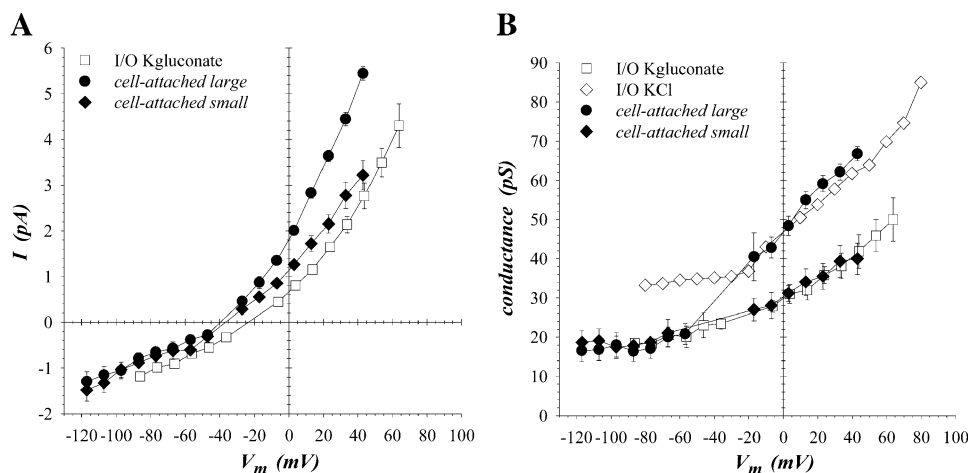 A
I/O Kgluconate
cell-attached large
cell-attached small
6
5
4
3
2
1
0
-1
-2
I (pA)
-120 -100 -80 -60 -40 -20 0 20 40 60 80 100
Vm (mV)
B
I/O Kgluconate
I/O KCl
cell-attached large
cell-attached small
90
80
70
60
50
40
30
20
10
0
conductance (pS)
-120 -100 -80 -60 -40 -20 0 20 40 60 80 100
Vm (mV)